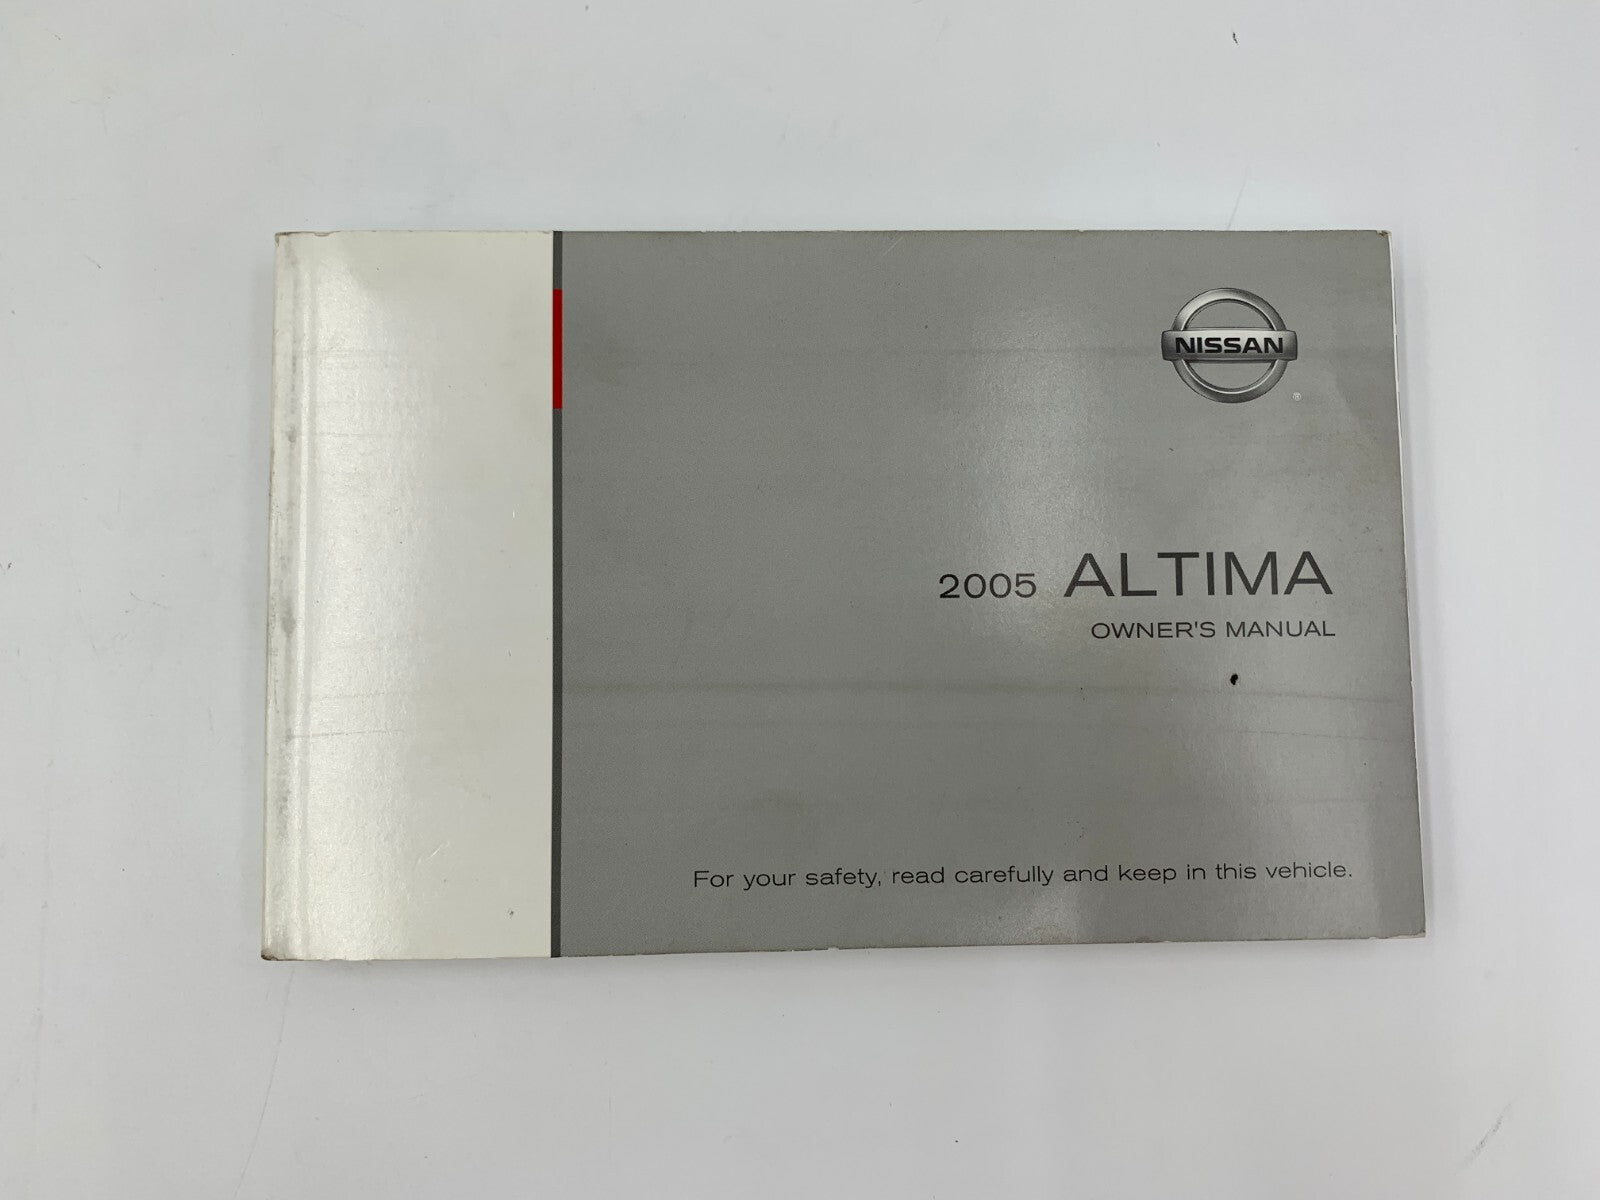 NISSAN
®
2005 ALTIMA
OWNER'S MANUAL
For your safety, read carefully and keep in this vehicle.